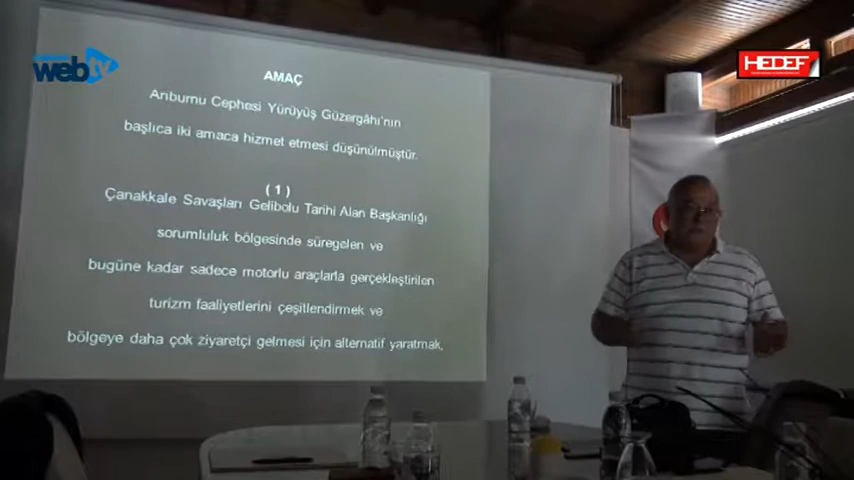 web tv
HEDEF
AMAÇ
Arıburnu Cephesi Yürüyüş Güzergâhı'nın
başlıca iki amaca hizmet etmesi düşünülmüştür.
( 1 )
Çanakkale Savaşları Gelibolu Tarihi Alan Başkanlığı
sorumluluk bölgesinde süregelen ve
bugüne kadar sadece motorlu araçlarla gerçekleştirilen
turizm faaliyetlerini çeşitlendirmek ve
bölgeye daha çok ziyaretçi gelmesi için alternatif yaratmak.